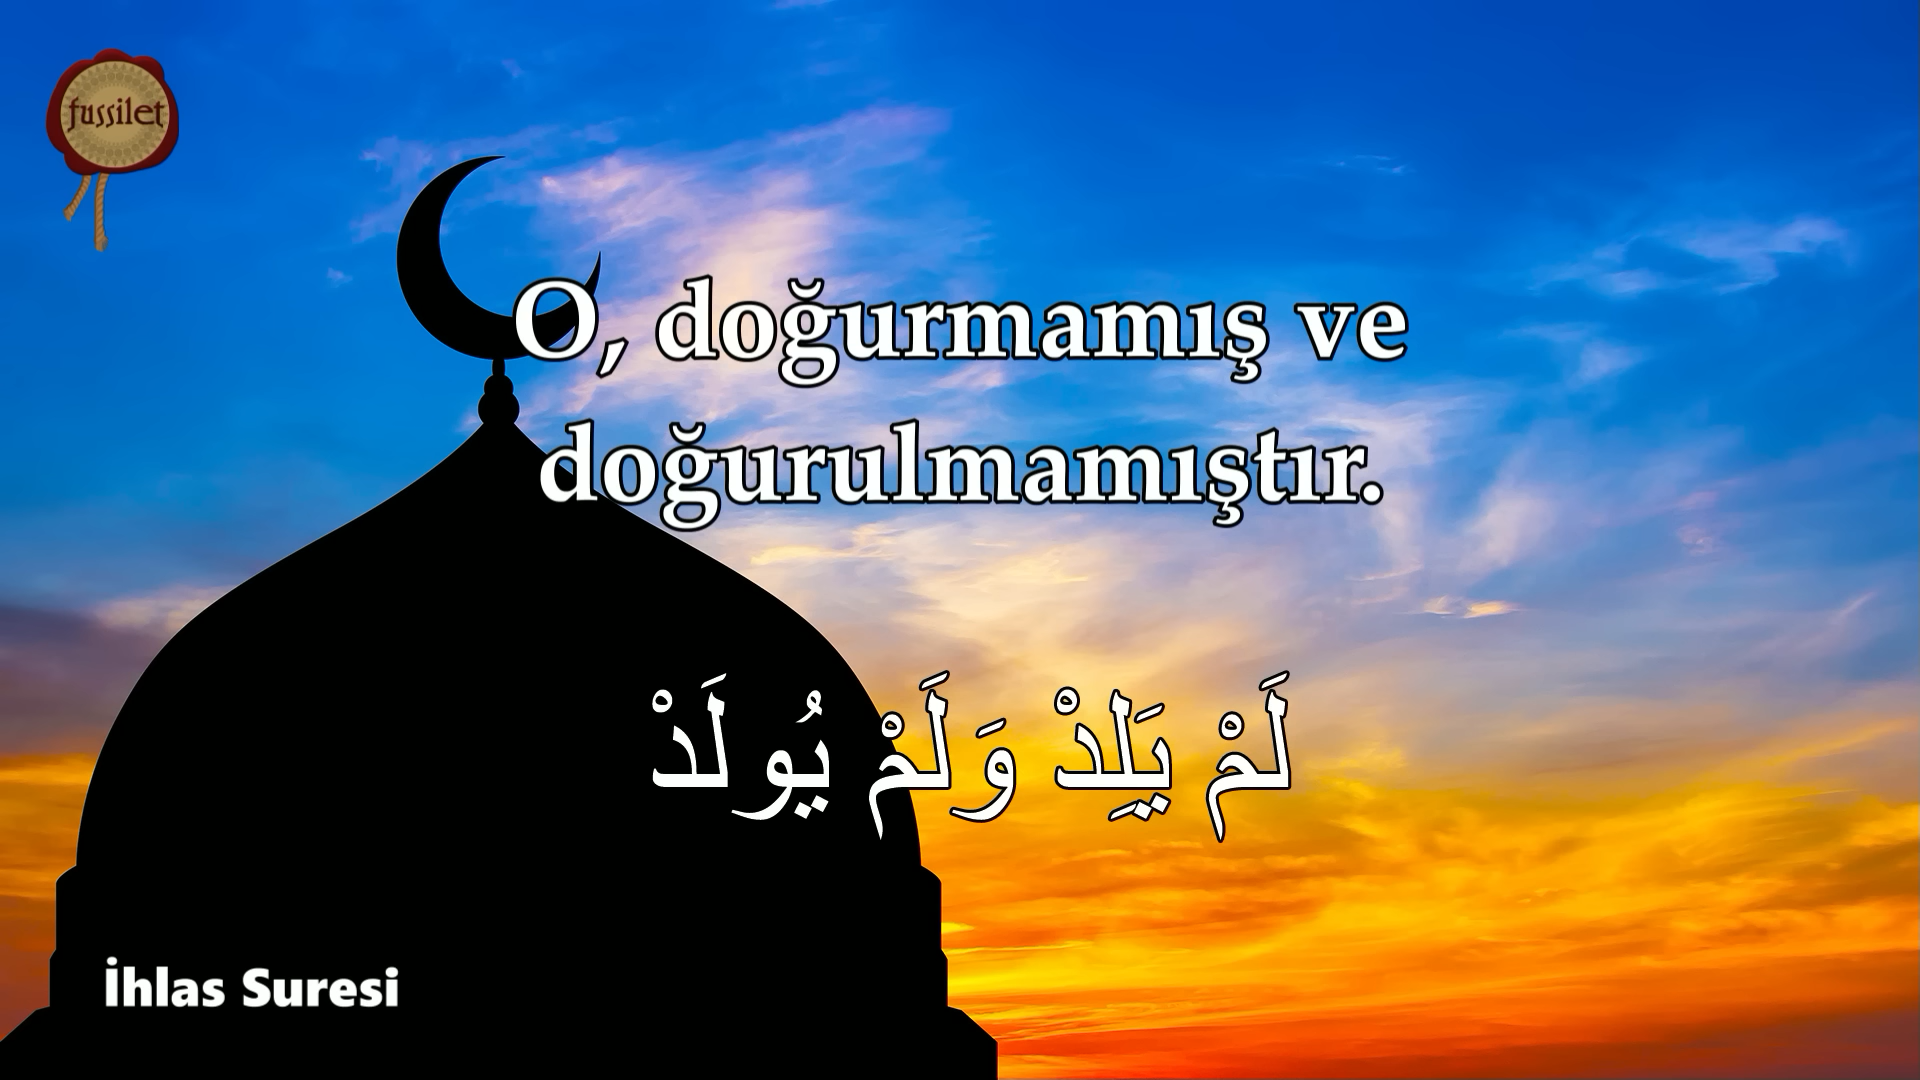 fussilet
O, doğurmamış ve
doğurulmamıştır.
لَمْ يَلِدْ وَلَمْ يُولَدْ
İhlas Suresi